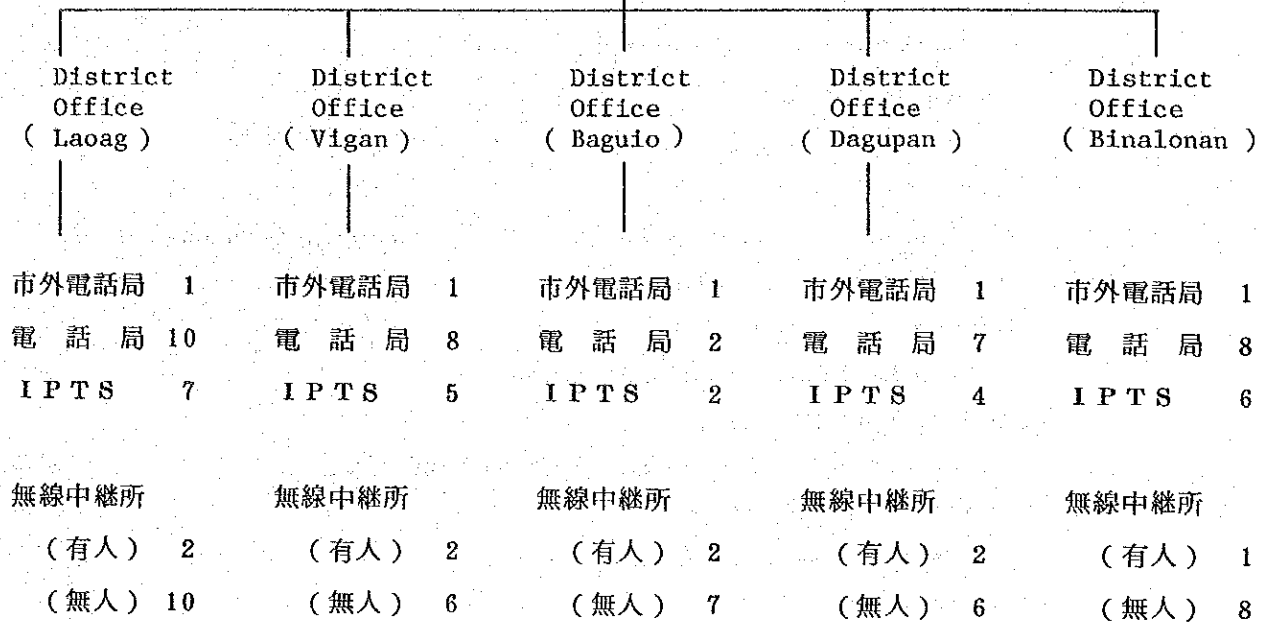 District Office ( Laoag )
市外電話局 1
電話局 10
IPTS 7
無線中継所
(有人) 2
(無人) 10
District Office ( Vigan )
市外電話局 1
電話局 8
IPTS 5
無線中継所
(有人) 2
(無人) 6
District Office ( Baguio )
市外電話局 1
電話局 2
IPTS 2
無線中継所
(有人) 2
(無人) 7
District Office ( Dagupan )
市外電話局 1
電話局 7
IPTS 4
無線中継所
(有人) 2
(無人) 6
District Office ( Binalonan )
市外電話局 1
電話局 8
IPTS 6
無線中継所
(有人) 1
(無人) 8